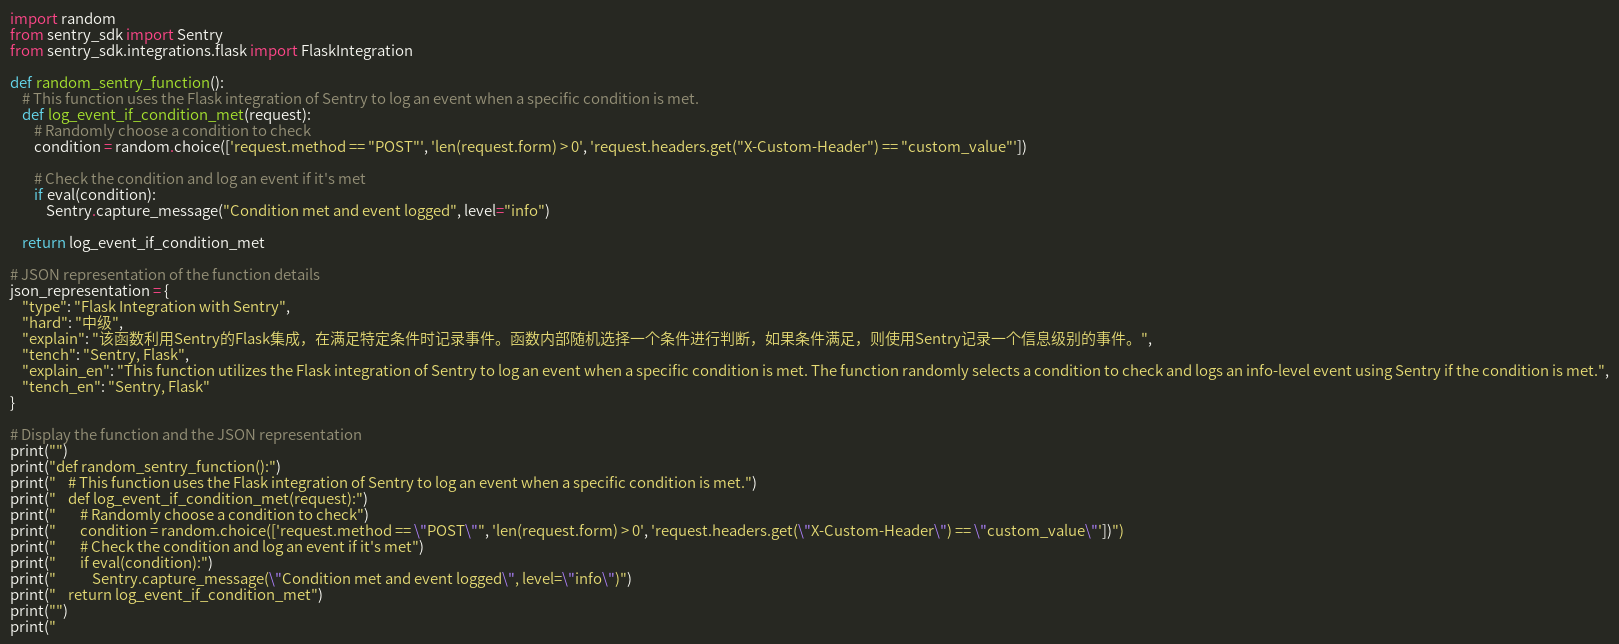 import random
from sentry_sdk import Sentry
from sentry_sdk.integrations.flask import FlaskIntegration

def random_sentry_function():
    # This function uses the Flask integration of Sentry to log an event when a specific condition is met.
    def log_event_if_condition_met(request):
        # Randomly choose a condition to check
        condition = random.choice(['request.method == "POST"', 'len(request.form) > 0', 'request.headers.get("X-Custom-Header") == "custom_value"'])

        # Check the condition and log an event if it's met
        if eval(condition):
            Sentry.capture_message("Condition met and event logged", level="info")

    return log_event_if_condition_met

# JSON representation of the function details
json_representation = {
    "type": "Flask Integration with Sentry",
    "hard": "中级",
    "explain": "该函数利用Sentry的Flask集成，在满足特定条件时记录事件。函数内部随机选择一个条件进行判断，如果条件满足，则使用Sentry记录一个信息级别的事件。",
    "tench": "Sentry, Flask",
    "explain_en": "This function utilizes the Flask integration of Sentry to log an event when a specific condition is met. The function randomly selects a condition to check and logs an info-level event using Sentry if the condition is met.",
    "tench_en": "Sentry, Flask"
}

# Display the function and the JSON representation
print("")
print("def random_sentry_function():")
print("    # This function uses the Flask integration of Sentry to log an event when a specific condition is met.")
print("    def log_event_if_condition_met(request):")
print("        # Randomly choose a condition to check")
print("        condition = random.choice(['request.method == \"POST\"", 'len(request.form) > 0', 'request.headers.get(\"X-Custom-Header\") == \"custom_value\"'])")
print("        # Check the condition and log an event if it's met")
print("        if eval(condition):")
print("            Sentry.capture_message(\"Condition met and event logged\", level=\"info\")")
print("    return log_event_if_condition_met")
print("")
print("